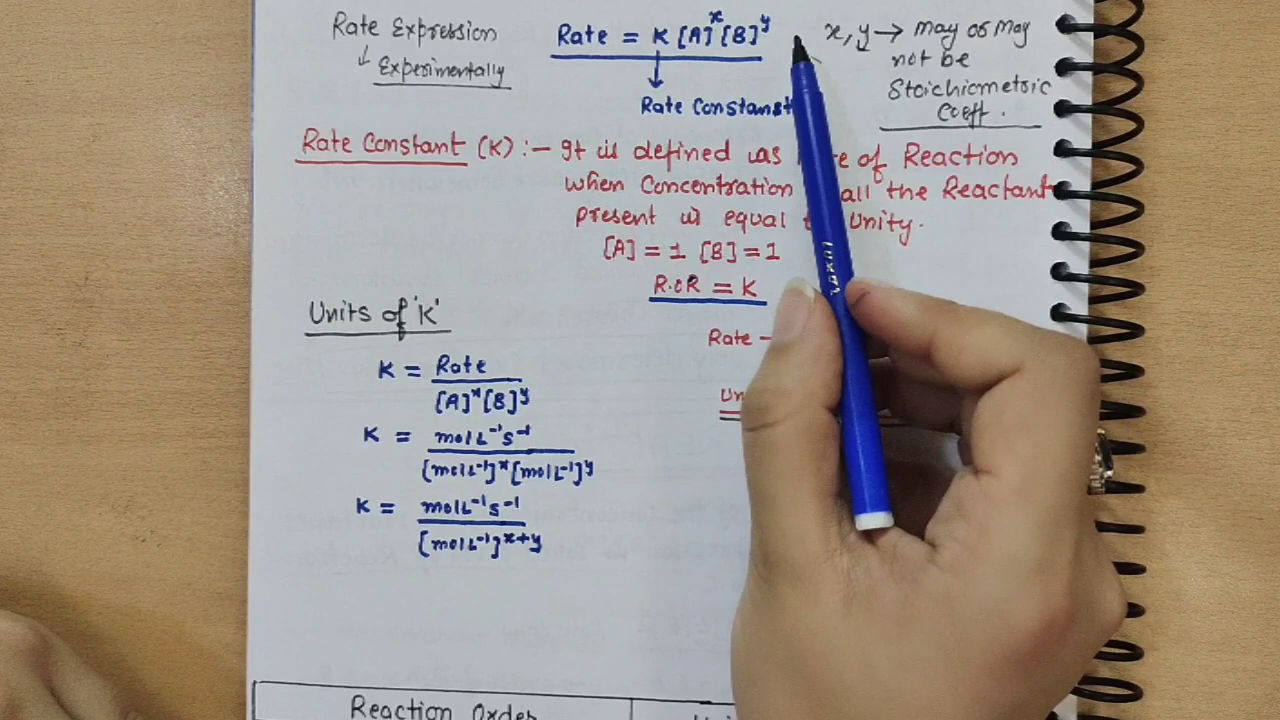 Rate Expression
Experimentally
Rate = K [A]^x [B]^y
Rate Constant
x, y → may or may
not be
Stoichiometric
Coeff.
Rate Constant (K) :- It is defined as of Reaction
when Concentration all the Reactant
present is equal Unity.
[A] = 1 [B] = 1
R.O.R = K
Units of 'K'
Rate -
K = Rate / [A]^x [B]^y
K = mol L^-1 s^-1 / [mol L^-1]^x [mol L^-1]^y
K = mol L^-1 s^-1 / [mol L^-1]^x+y
Reaction Order